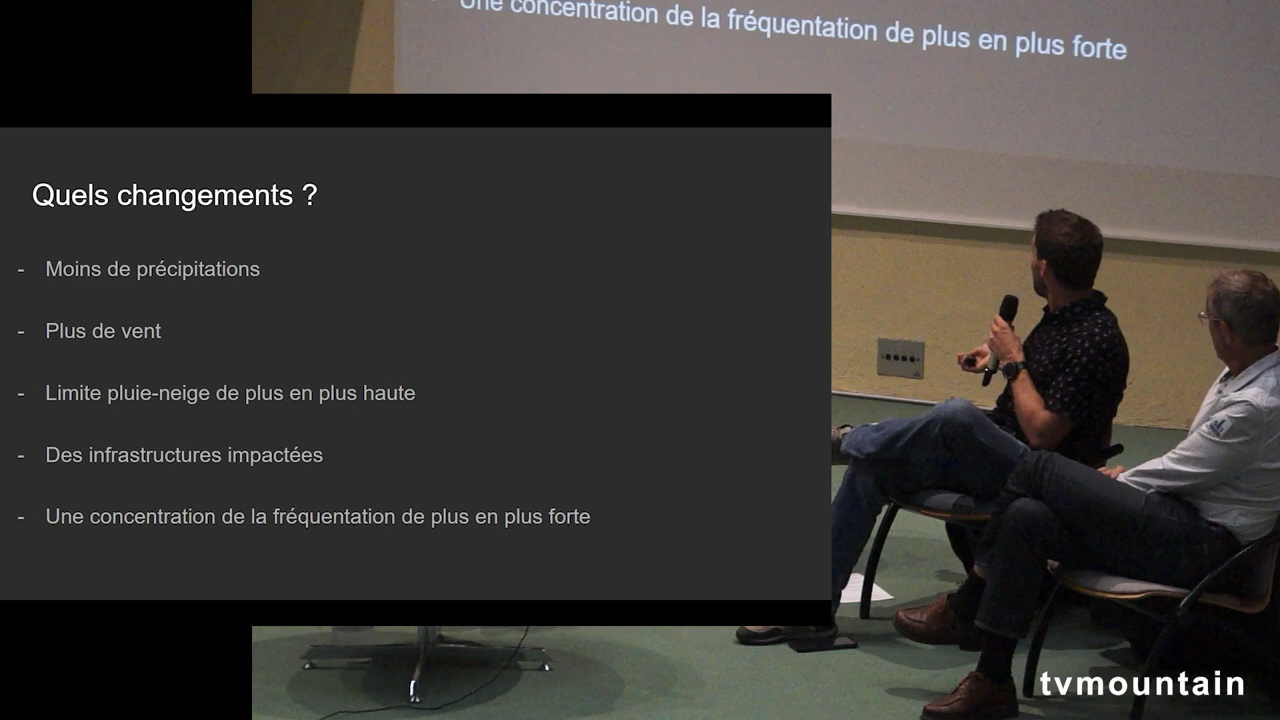 Une concentration de la fréquentation de plus en plus forte
Quels changements ?
- Moins de précipitations
- Plus de vent
- Limite pluie-neige de plus en plus haute
- Des infrastructures impactées
- Une concentration de la fréquentation de plus en plus forte
tvmountain